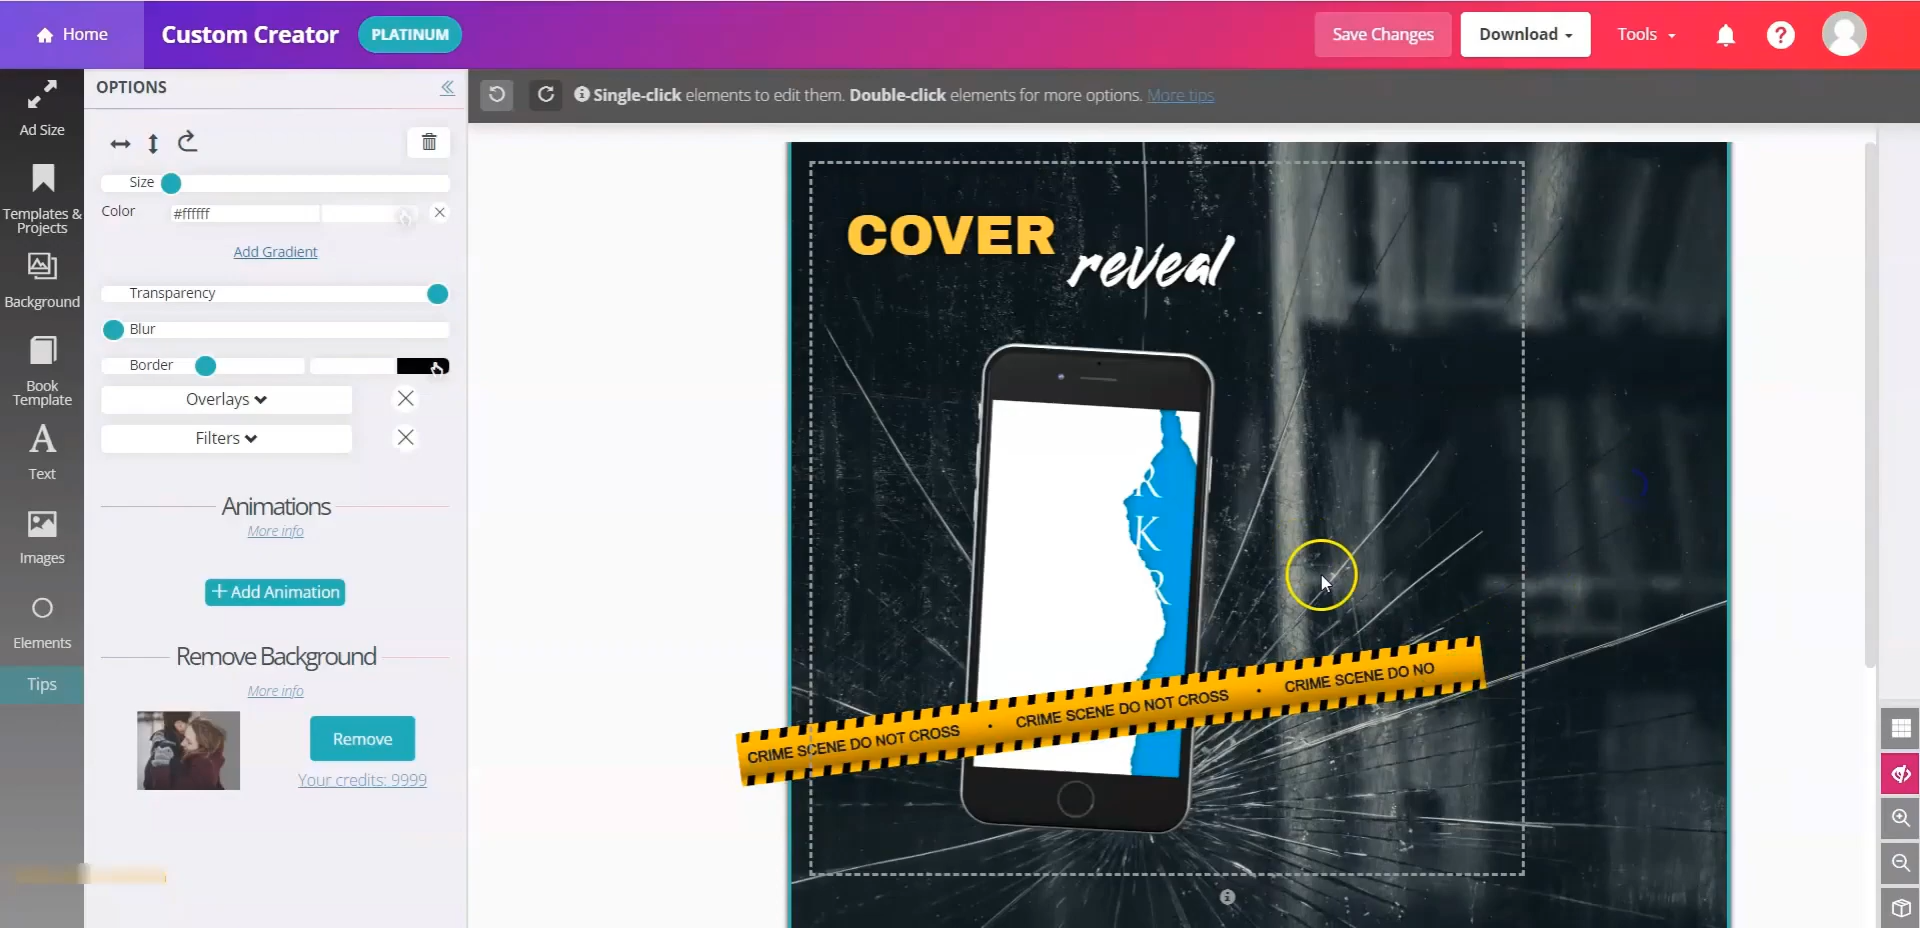 Home
Custom Creator
PLATINUM
Save Changes
Download
Tools
?
Ad Size
Templates &
Projects
Background
Book
Template
Text
Images
Elements
Tips
OPTIONS
Size
Color
#ffffff
Add Gradient
Transparency
Blur
Border
Overlays
Filters
Animations
More info
+ Add Animation
Remove Background
More info
Remove
Your credits: 9999
Single-click elements to edit them. Double-click elements for more options. More tips
COVER
reveal
R
K
R
CRIME SCENE DO NOT CROSS • CRIME SCENE DO NOT CROSS • CRIME SCENE DO NO